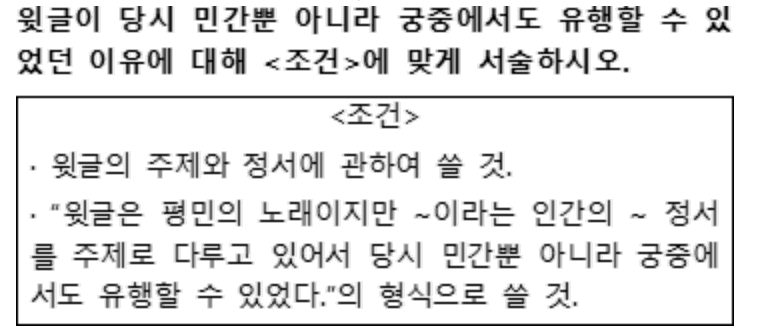 윗글이 당시 민간뿐 아니라 궁중에서도 유행할 수 있
었던 이유에 대해 <조건>에 맞게 서술하시오.
<조건>
· 윗글의 주제와 정서에 관하여 쓸 것.
· "윗글은 평민의 노래이지만 ~이라는 인간의 ~ 정서
를 주제로 다루고 있어서 당시 민간뿐 아니라 궁중에
서도 유행할 수 있었다."의 형식으로 쓸 것.